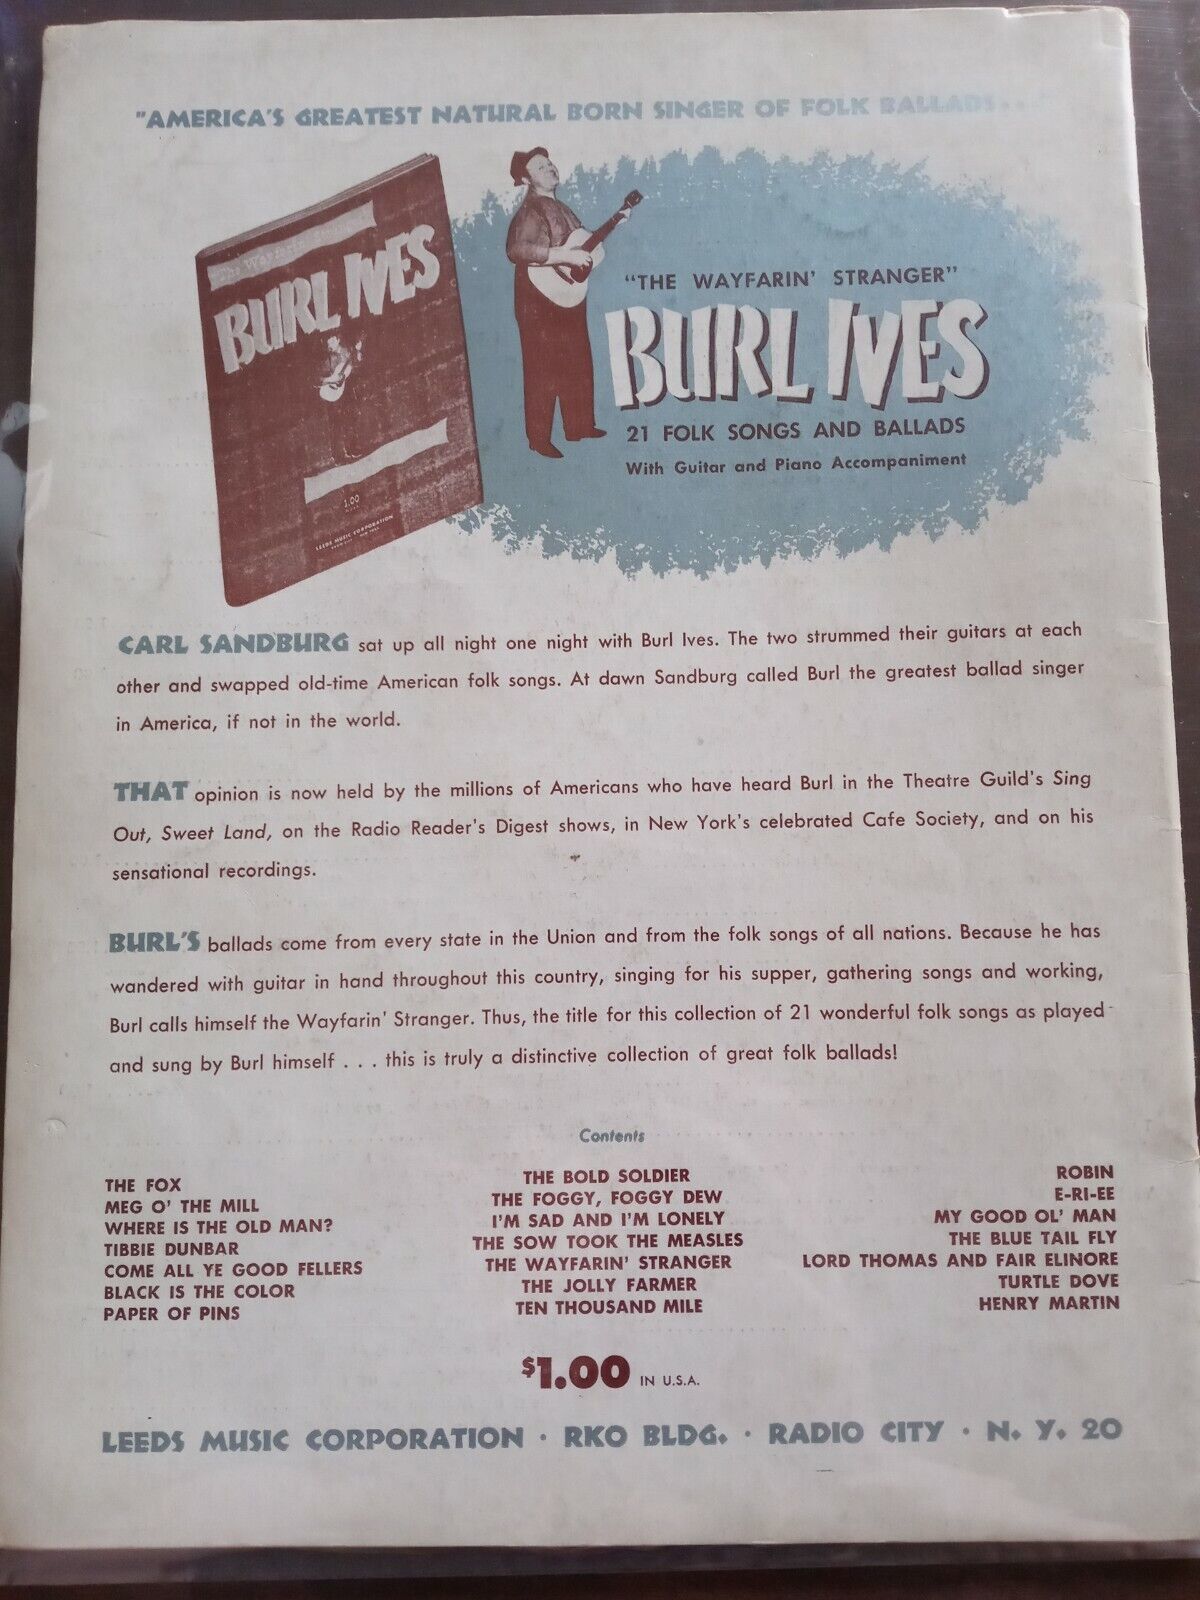 "AMERICA'S GREATEST NATURAL BORN SINGER OF FOLK BALLADS...
The Wayfarin' Stranger
BURL IVES
1.00
LEEDS MUSIC CORPORATION
"THE WAYFARIN' STRANGER"
BURL IVES
21 FOLK SONGS AND BALLADS
With Guitar and Piano Accompaniment
CARL SANDBURG sat up all night one night with Burl Ives. The two strummed their guitars at each
other and swapped old-time American folk songs. At dawn Sandburg called Burl the greatest ballad singer
in America, if not in the world.
THAT opinion is now held by the millions of Americans who have heard Burl in the Theatre Guild's Sing
Out, Sweet Land, on the Radio Reader's Digest shows, in New York's celebrated Cafe Society, and on his
sensational recordings.
BURL'S ballads come from every state in the Union and from the folk songs of all nations. Because he has
wandered with guitar in hand throughout this country, singing for his supper, gathering songs and working,
Burl calls himself the Wayfarin' Stranger. Thus, the title for this collection of 21 wonderful folk songs as played
and sung by Burl himself . . . this is truly a distinctive collection of great folk ballads!
Contents
THE FOX
MEG O' THE MILL
WHERE IS THE OLD MAN?
TIBBIE DUNBAR
COME ALL YE GOOD FELLERS
BLACK IS THE COLOR
PAPER OF PINS
THE BOLD SOLDIER
THE FOGGY, FOGGY DEW
I'M SAD AND I'M LONELY
THE SOW TOOK THE MEASLES
THE WAYFARIN' STRANGER
THE JOLLY FARMER
TEN THOUSAND MILE
ROBIN
E-RI-EE
MY GOOD OL' MAN
THE BLUE TAIL FLY
LORD THOMAS AND FAIR ELINORE
TURTLE DOVE
HENRY MARTIN
$1.00 IN U.S.A.
LEEDS MUSIC CORPORATION · RKO BLDG. · RADIO CITY · N. Y. 20